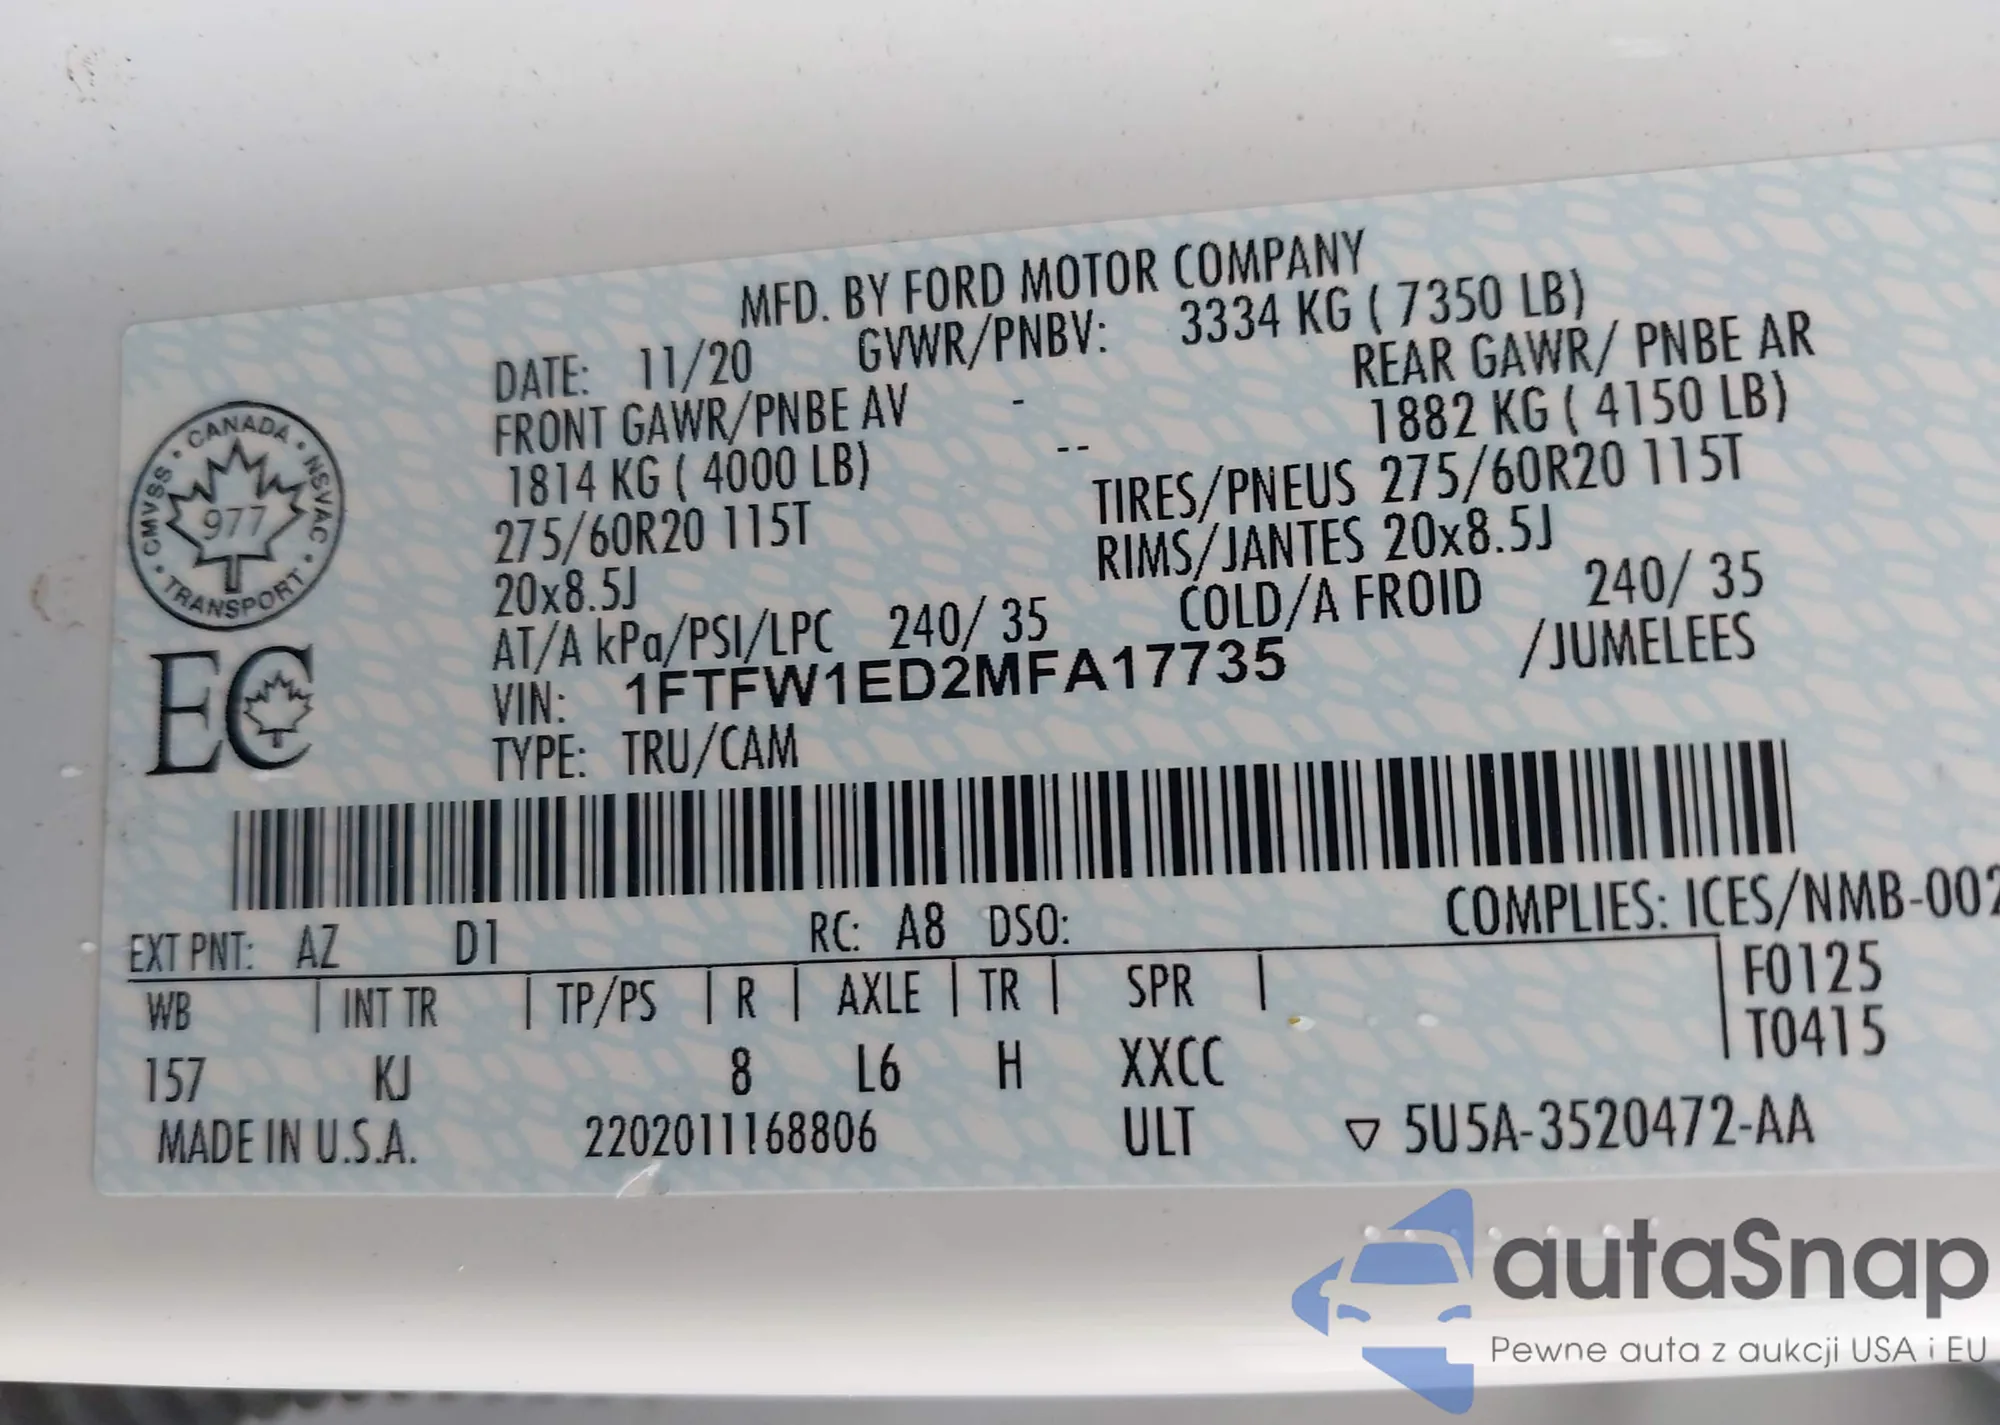 MFD. BY FORD MOTOR COMPANY
DATE: 11/20 GVWR/PNBV: 3334 KG ( 7350 LB)
FRONT GAWR/PNBE AV - REAR GAWR/ PNBE AR
1814 KG ( 4000 LB) -- 1882 KG ( 4150 LB)
275/60R20 115T TIRES/PNEUS 275/60R20 115T
20x8.5J RIMS/JANTES 20x8.5J
AT/A kPa/PSI/LPC 240/ 35 COLD/A FROID 240/ 35
VIN: 1FTFW1ED2MFA17735 /JUMELEES
TYPE: TRU/CAM
CANADA · NSVAC · TRANSPORT · CMVSS ·
977
EC
EXT PNT: AZ D1 RC: A8 DSO: COMPLIES: ICES/NMB-002
WB | INT TR | TP/PS | R | AXLE | TR | SPR | F0125
T0415
157 KJ 8 L6 H XXCC
MADE IN U.S.A. 2202011168806 ULT ▽ 5U5A-3520472-AA
autaSnap
Pewne auta z aukcji USA i EU